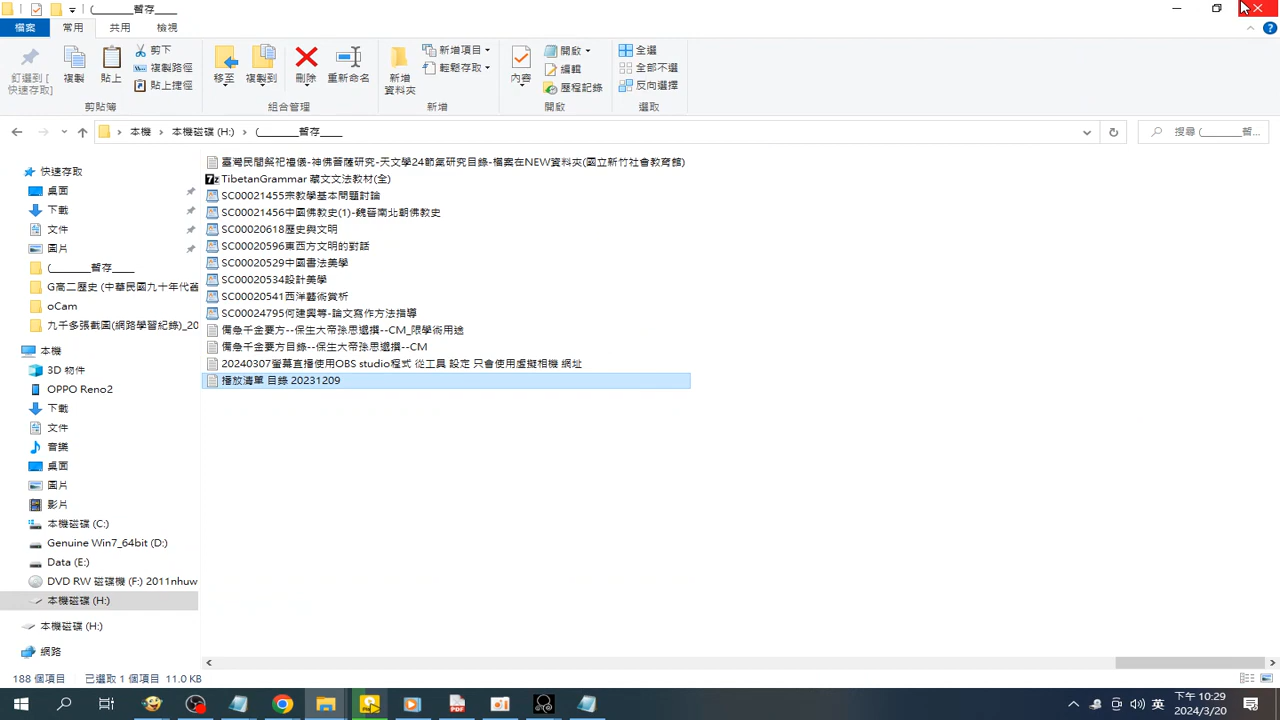 (_______暫存____
檔案
常用
共用
檢視
釘選到 [
快速存取]
複製
貼上
剪下
複製路徑
貼上捷徑
剪貼簿
移至
複製到
刪除
重新命名
組合管理
新增
資料夾
新增項目
輕鬆存取
新增
內容
開啟
編輯
歷程記錄
開啟
全選
全部不選
反向選擇
選取
本機
本機磁碟 (H:)
(_______暫存____
搜尋 (_______暫...
快速存取
桌面
下載
文件
圖片
(_______暫存____
G高二歷史 (中華民國九十年代舊
oCam
九千多張截圖(網路學習紀錄)_20
本機
3D 物件
OPPO Reno2
下載
文件
音樂
桌面
圖片
影片
本機磁碟 (C:)
Genuine Win7_64bit (D:)
Data (E:)
DVD RW 磁碟機 (F:) 2011nhuw
本機磁碟 (H:)
本機磁碟 (H:)
網路
臺灣民間祭祀禮儀-神佛菩薩研究-天文學24節氣研究目錄-檔案在NEW資料夾(國立新竹社會教育館)
TibetanGrammar 藏文文法教材(全)
SC00021455宗教學基本問題討論
SC00021456中國佛教史(1)-魏晉南北朝佛教史
SC00020618歷史與文明
SC00020596東西方文明的對話
SC00020529中國書法美學
SC00020534設計美學
SC00020541西洋藝術賞析
SC00024795何建興等-論文寫作方法指導
備急千金要方--保生大帝孫思邈撰--CM_限學術用途
備急千金要方目錄--保生大帝孫思邈撰--CM
20240307螢幕直播使用OBS studio程式 從工具 設定 只會使用虛擬相機 網址
播放清單 目錄 20231209
188 個項目
已選取 1 個項目 11.0 KB
英
下午 10:29
2024/3/20